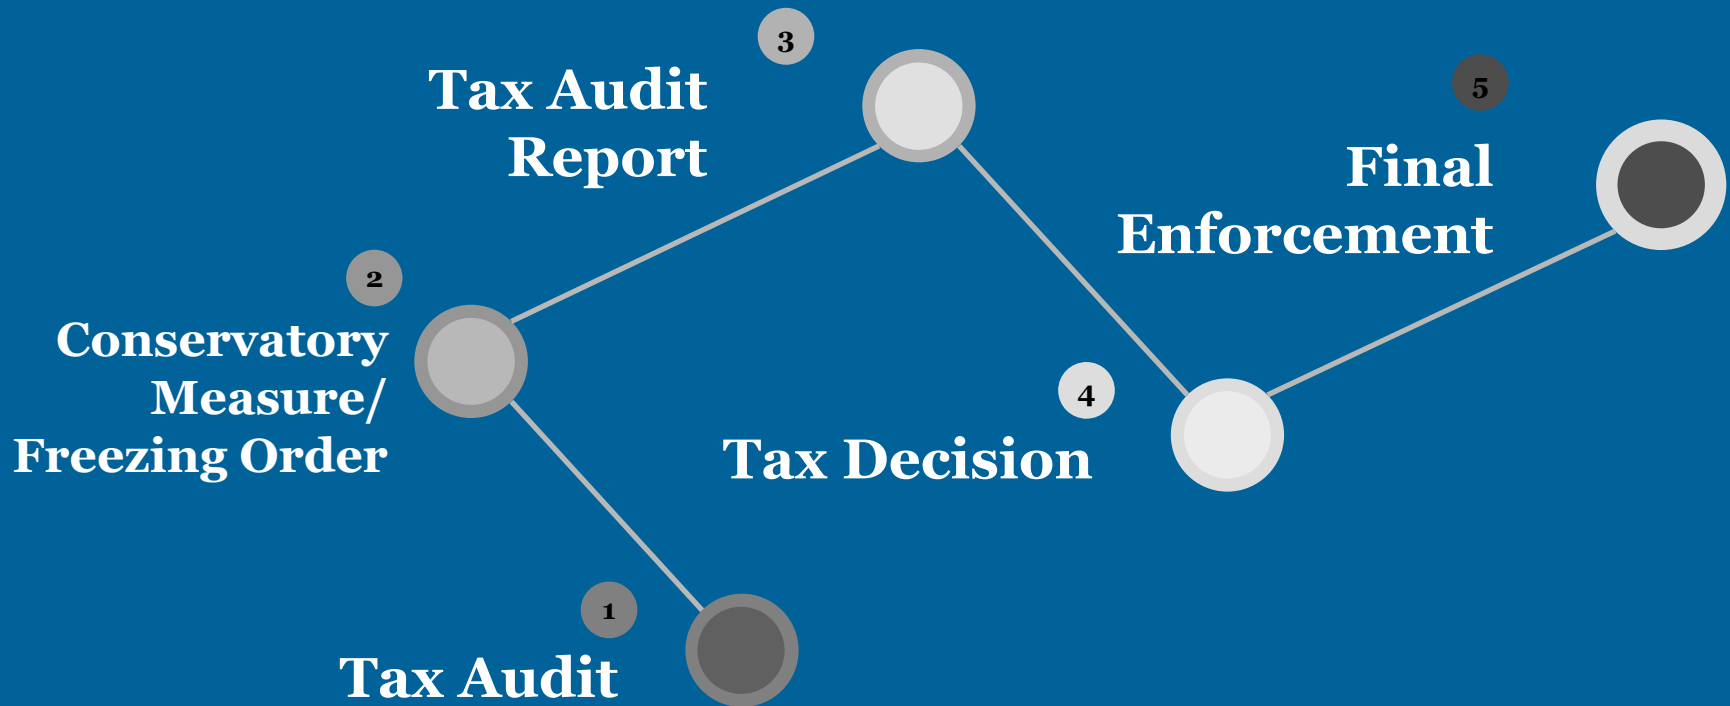 3
Tax Audit
Report
5
Final
Enforcement
2
Conservatory
Measure/
Freezing Order
4
Tax Decision
1
Tax Audit